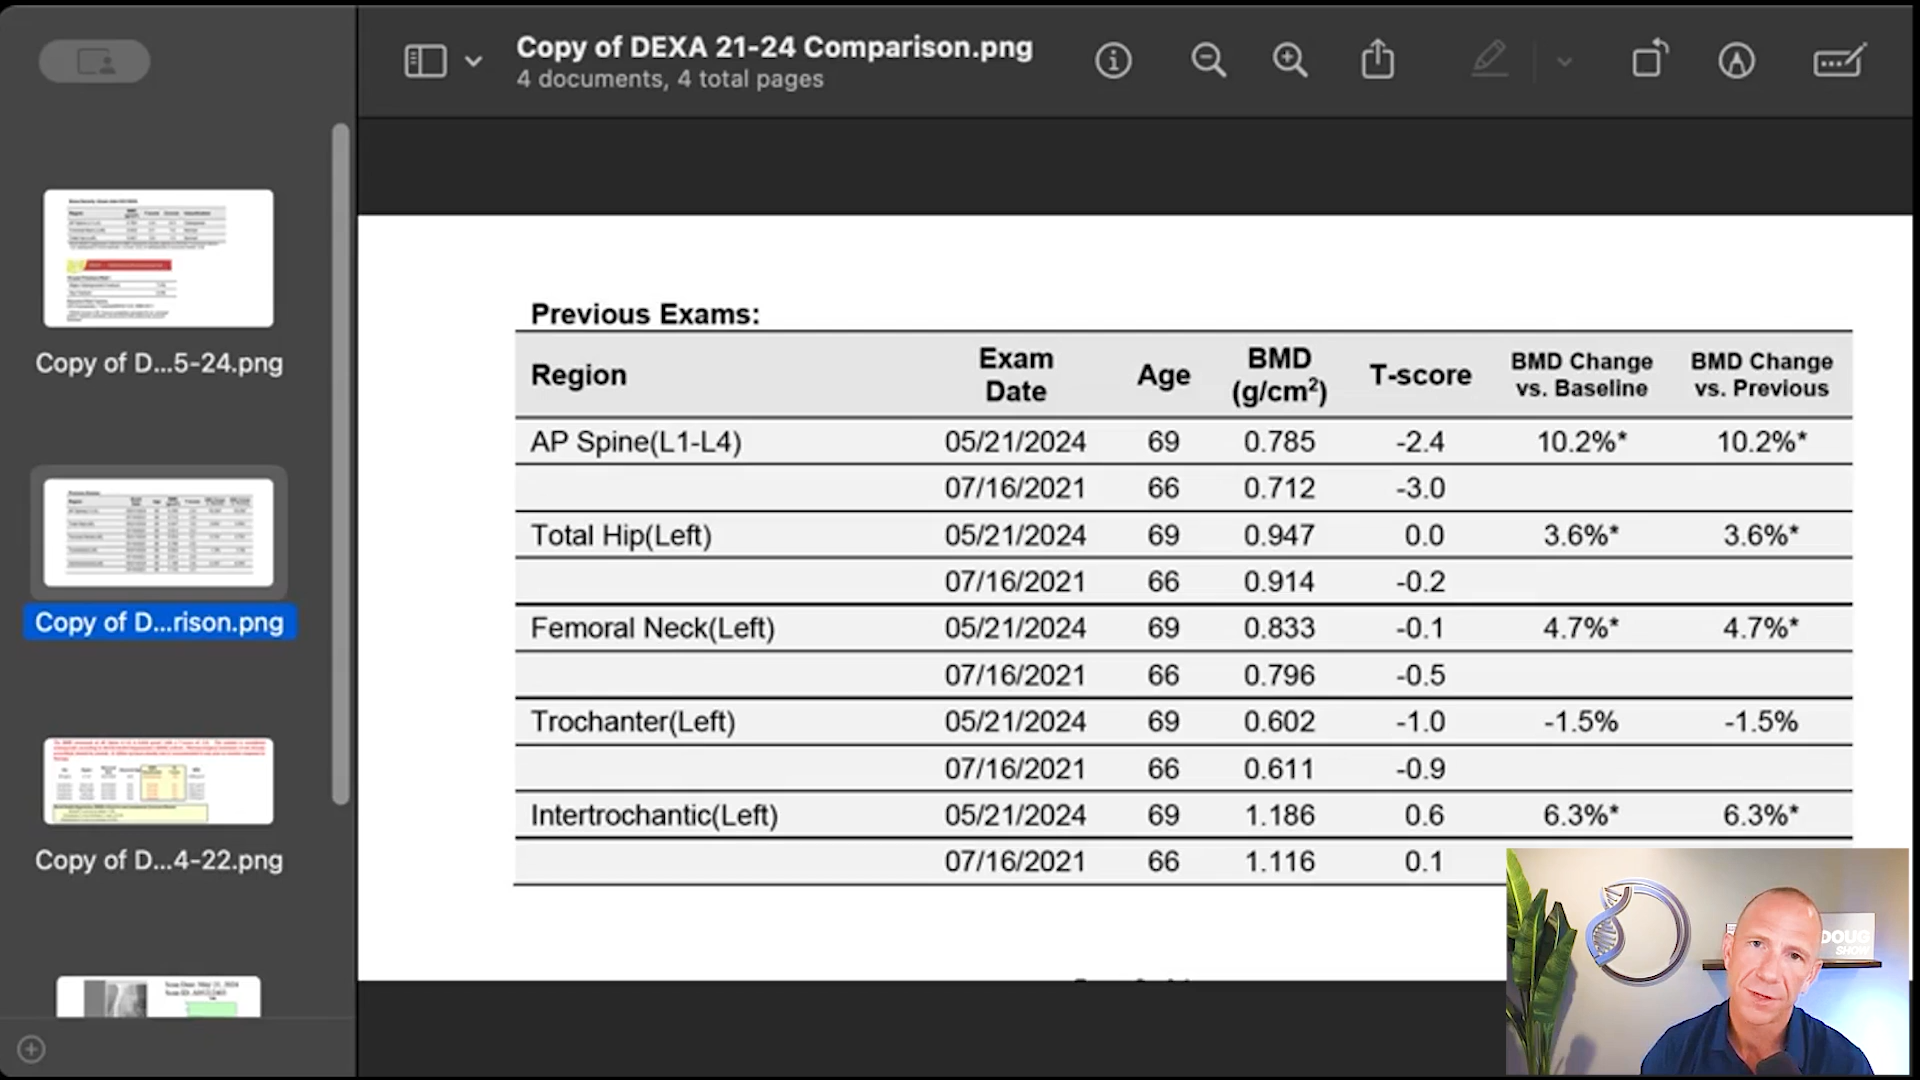 Copy of DEXA 21-24 Comparison.png
4 documents, 4 total pages
Copy of D...5-24.png
Copy of D...rison.png
Copy of D...4-22.png
Previous Exams:
Region Exam Date Age BMD (g/cm²) T-score BMD Change vs. Baseline BMD Change vs. Previous
AP Spine(L1-L4) 05/21/2024 69 0.785 -2.4 10.2%* 10.2%*
07/16/2021 66 0.712 -3.0
Total Hip(Left) 05/21/2024 69 0.947 0.0 3.6%* 3.6%*
07/16/2021 66 0.914 -0.2
Femoral Neck(Left) 05/21/2024 69 0.833 -0.1 4.7%* 4.7%*
07/16/2021 66 0.796 -0.5
Trochanter(Left) 05/21/2024 69 0.602 -1.0 -1.5% -1.5%
07/16/2021 66 0.611 -0.9
Intertrochantic(Left) 05/21/2024 69 1.186 0.6 6.3%* 6.3%*
07/16/2021 66 1.116 0.1
DOUG
SHOW